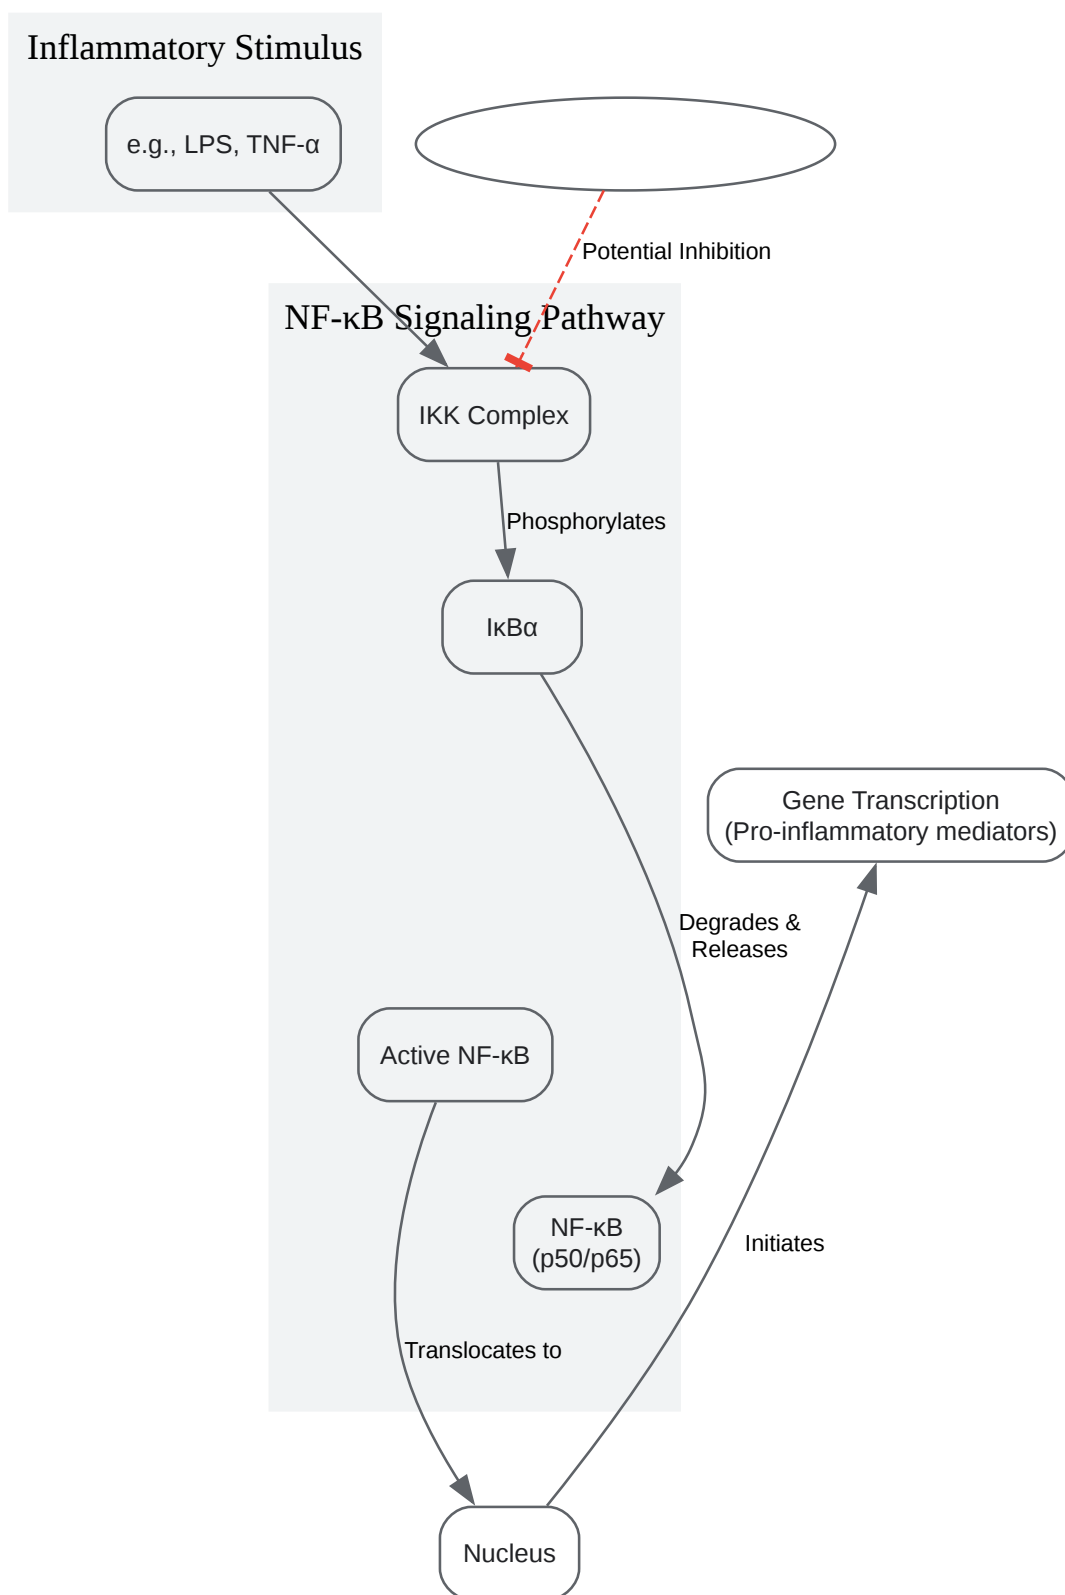 Inflammatory Stimulus
e.g., LPS, TNF-α
Potential Inhibition
NF-κB Signaling Pathway
IKK Complex
Phosphorylates
IκBα
Gene Transcription
(Pro-inflammatory mediators)
Degrades &
Releases
Active NF-κB
NF-κB
(p50/p65)
Initiates
Translocates to
Nucleus